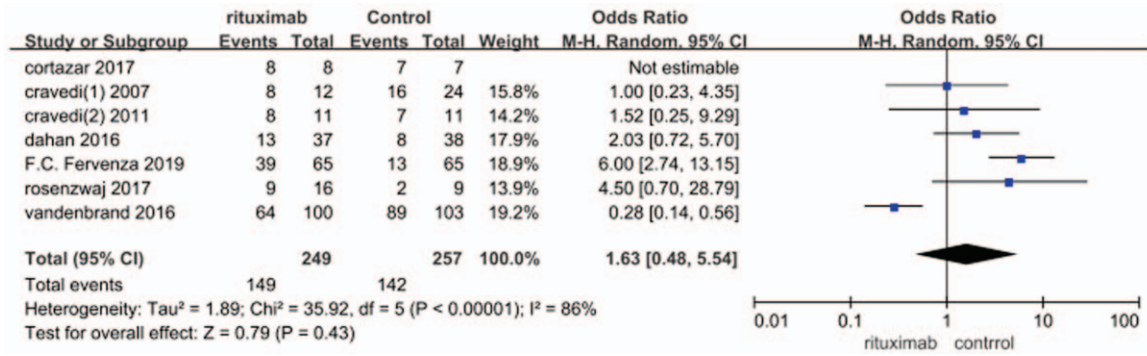 rituximab Control Odds Ratio Odds Ratio
Study or Subgroup Events Total Events Total Weight M-H. Random. 95% CI M-H. Random. 95% CI
cortazar 2017 8 8 7 7 Not estimable
cravedi(1) 2007 8 12 16 24 15.8% 1.00 [0.23, 4.35]
cravedi(2) 2011 8 11 7 11 14.2% 1.52 [0.25, 9.29]
dahan 2016 13 37 8 38 17.9% 2.03 [0.72, 5.70]
F.C. Fervenza 2019 39 65 13 65 18.9% 6.00 [2.74, 13.15]
rosenzwaj 2017 9 16 2 9 13.9% 4.50 [0.70, 28.79]
vandenbrand 2016 64 100 89 103 19.2% 0.28 [0.14, 0.56]
Total (95% CI) 249 257 100.0% 1.63 [0.48, 5.54]
Total events 149 142
Heterogeneity: Tau² = 1.89; Chi² = 35.92, df = 5 (P < 0.00001); I² = 86%
Test for overall effect: Z = 0.79 (P = 0.43)
0.01 0.1 1 10 100
rituximab contrrol